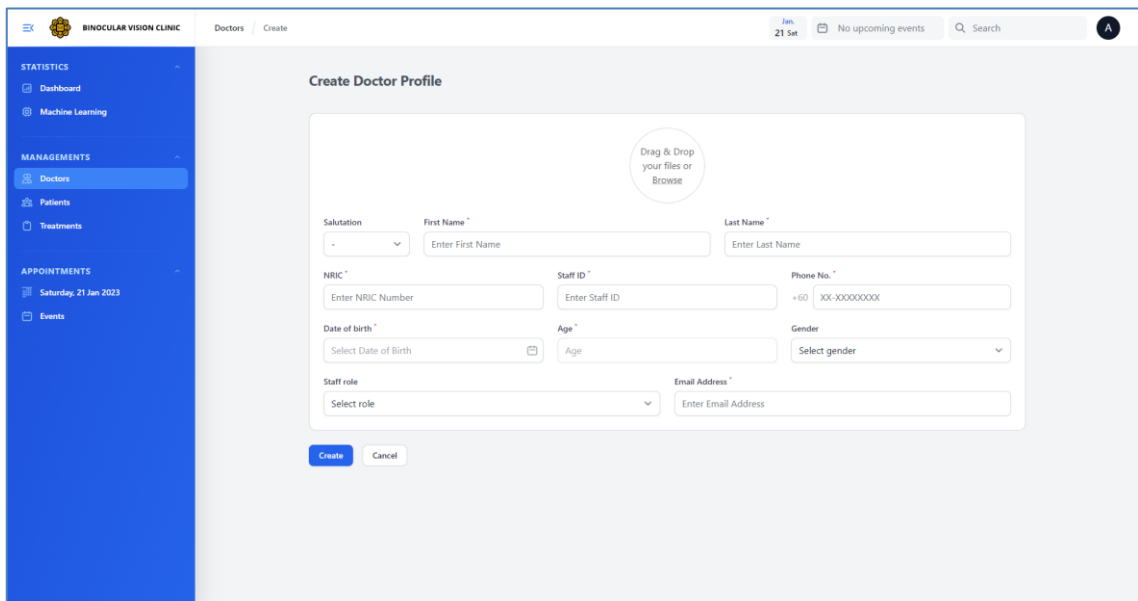 BINOCULAR VISION CLINIC
Doctors / Create
Jan.
21 Sat
No upcoming events
Search
A
STATISTICS
Dashboard
Machine Learning
MANAGEMENTS
Doctors
Patients
Treatments
APPOINTMENTS
Saturday, 21 Jan 2023
Events
Create Doctor Profile
Drag & Drop
your files or
Browse
Salutation First Name * Last Name *
- Enter First Name Enter Last Name
NRIC * Staff ID * Phone No. *
Enter NRIC Number Enter Staff ID +60 XX-XXXXXXXX
Date of birth * Age * Gender
Select Date of Birth Age Select gender
Staff role Email Address *
Select role Enter Email Address
Create Cancel